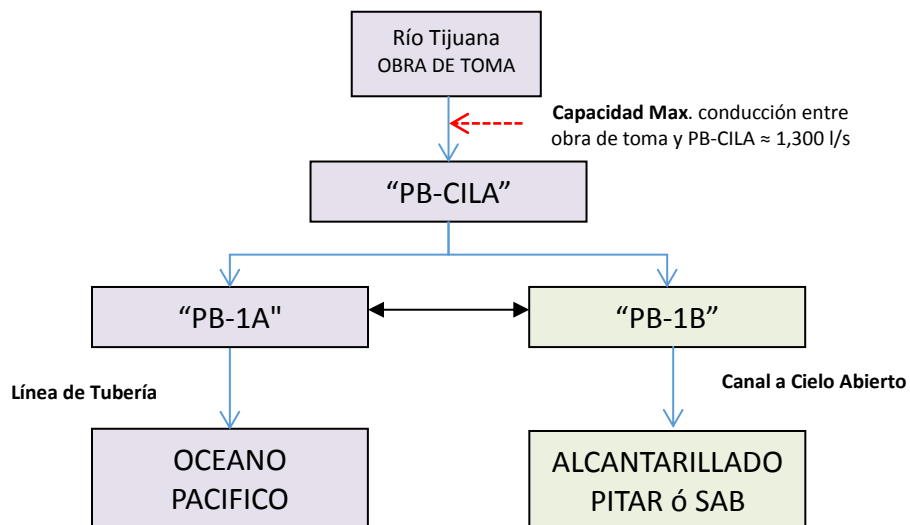 Río Tijuana
OBRA DE TOMA
Capacidad Max. conducción entre
obra de toma y PB-CILA ≈ 1,300 l/s
“PB-CILA”
“PB-1A"
“PB-1B”
Línea de Tubería
Canal a Cielo Abierto
OCEANO
PACIFICO
ALCANTARILLADO
PITAR ó SAB